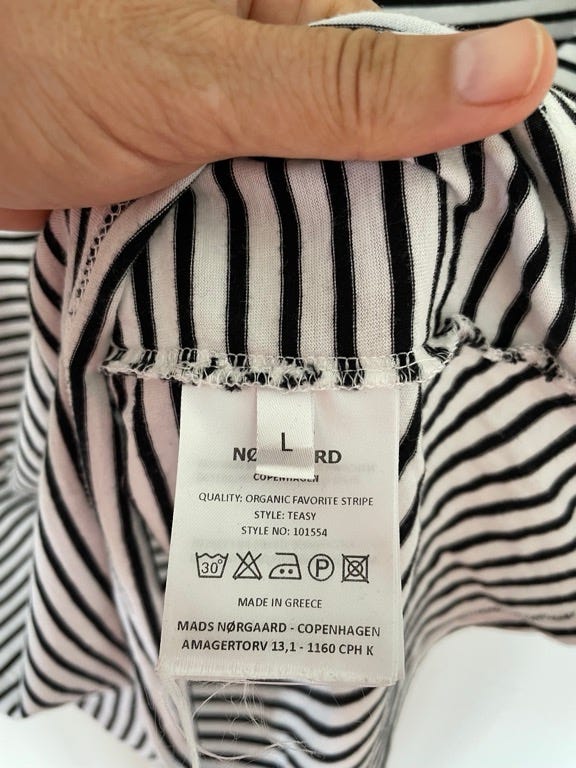 L
NØ RD
COPENHAGEN
QUALITY: ORGANIC FAVORITE STRIPE
STYLE: TEASY
STYLE NO: 101554
30°
P
MADE IN GREECE
MADS NØRGAARD - COPENHAGEN
AMAGERTORV 13,1 - 1160 CPH K